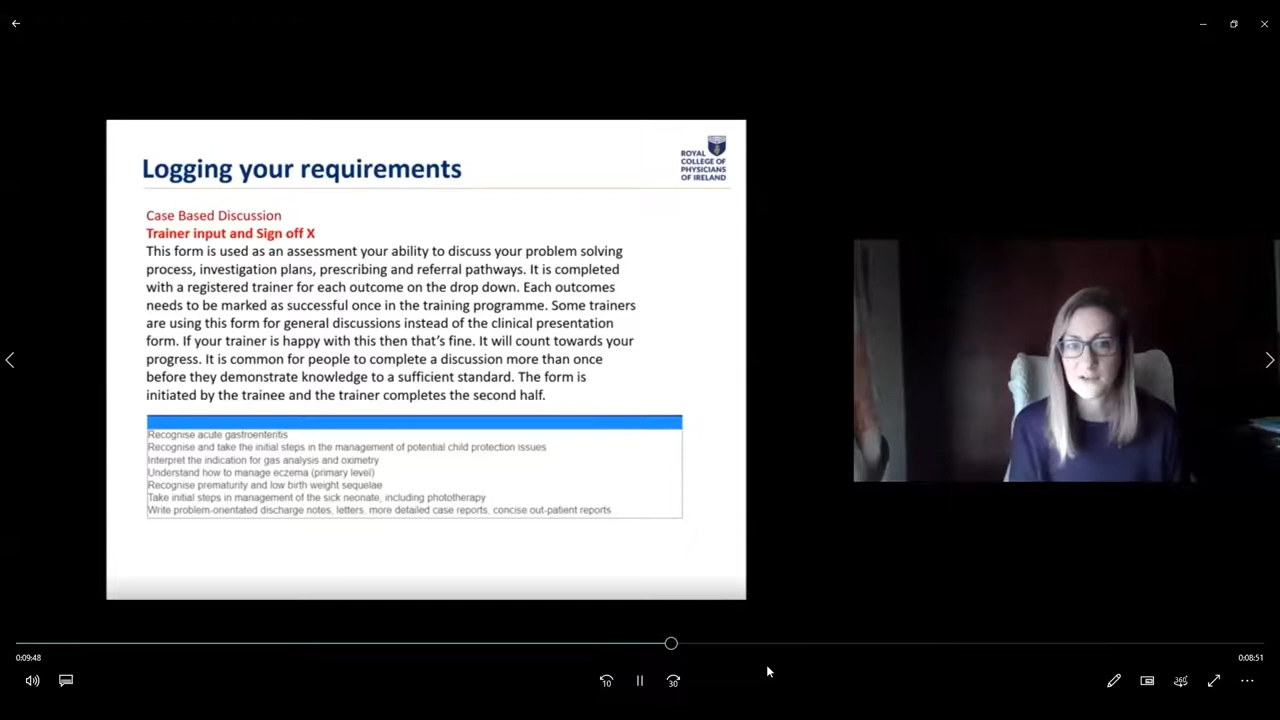 Logging your requirements
ROYAL
COLLEGE OF
PHYSICIANS
OF IRELAND
Case Based Discussion
Trainer input and Sign off X
This form is used as an assessment your ability to discuss your problem solving
process, investigation plans, prescribing and referral pathways. It is completed
with a registered trainer for each outcome on the drop down. Each outcomes
needs to be marked as successful once in the training programme. Some trainers
are using this form for general discussions instead of the clinical presentation
form. If your trainer is happy with this then that's fine. It will count towards your
progress. It is common for people to complete a discussion more than once
before they demonstrate knowledge to a sufficient standard. The form is
initiated by the trainee and the trainer completes the second half.
Recognise acute gastroenteritis
Recognise and take the initial steps in the management of potential child protection issues
Interpret the indication for gas analysis and oximetry
Understand how to manage eczema (primary level)
Recognise prematurity and low birth weight sequelae
Take initial steps in management of the sick neonate, including phototherapy
Write problem-orientated discharge notes, letters, more detailed case reports, concise out-patient reports
0:09:48
0:08:51
10
30
360